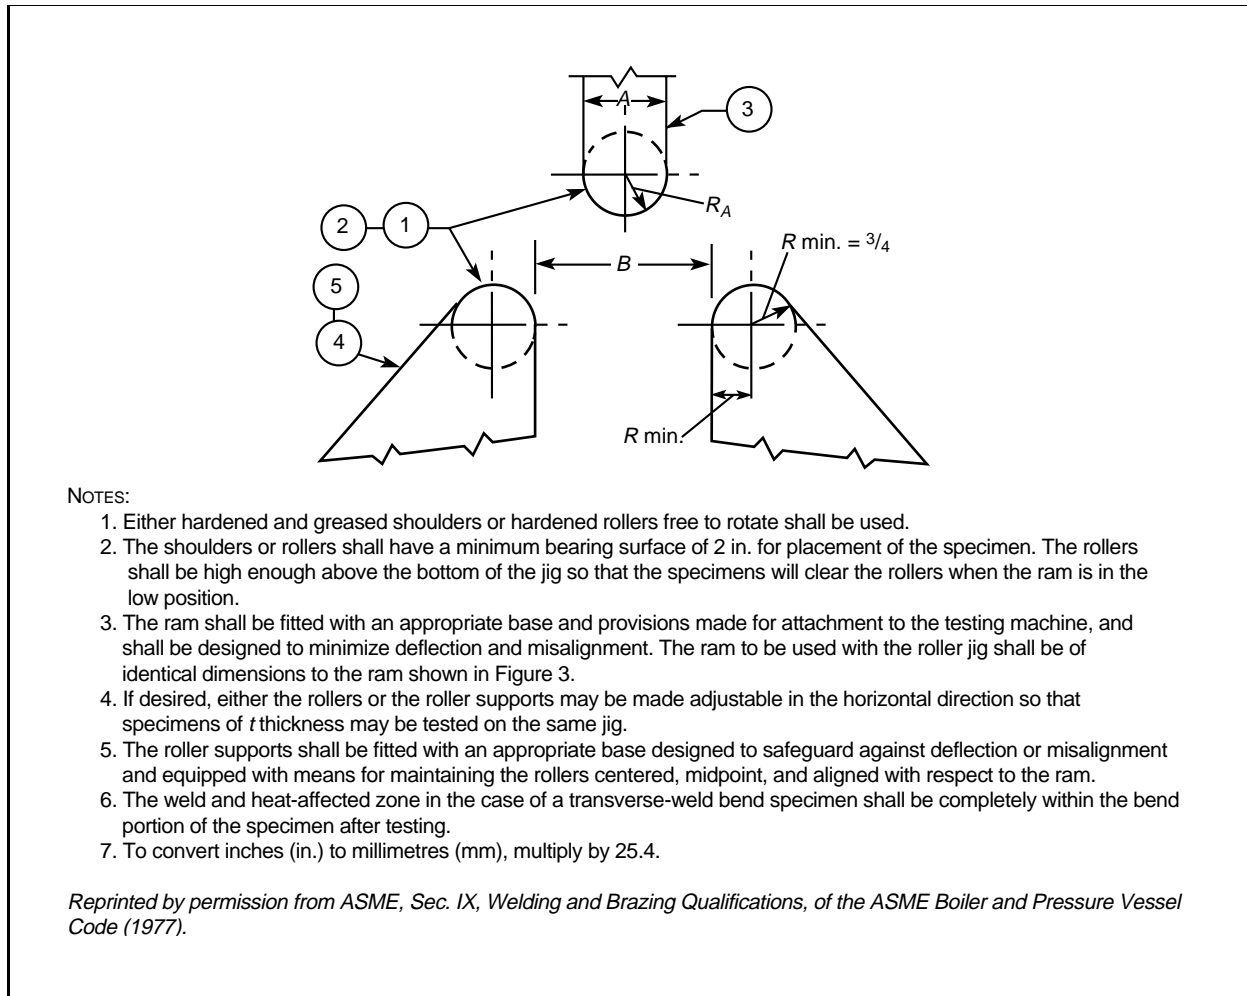 A
3
R_A
2
1
R min. = 3/4
B
5
4
R min.
NOTES:
1. Either hardened and greased shoulders or hardened rollers free to rotate shall be used.
2. The shoulders or rollers shall have a minimum bearing surface of 2 in. for placement of the specimen. The rollers
shall be high enough above the bottom of the jig so that the specimens will clear the rollers when the ram is in the
low position.
3. The ram shall be fitted with an appropriate base and provisions made for attachment to the testing machine, and
shall be designed to minimize deflection and misalignment. The ram to be used with the roller jig shall be of
identical dimensions to the ram shown in Figure 3.
4. If desired, either the rollers or the roller supports may be made adjustable in the horizontal direction so that
specimens of t thickness may be tested on the same jig.
5. The roller supports shall be fitted with an appropriate base designed to safeguard against deflection or misalignment
and equipped with means for maintaining the rollers centered, midpoint, and aligned with respect to the ram.
6. The weld and heat-affected zone in the case of a transverse-weld bend specimen shall be completely within the bend
portion of the specimen after testing.
7. To convert inches (in.) to millimetres (mm), multiply by 25.4.
Reprinted by permission from ASME, Sec. IX, Welding and Brazing Qualifications, of the ASME Boiler and Pressure Vessel
Code (1977).